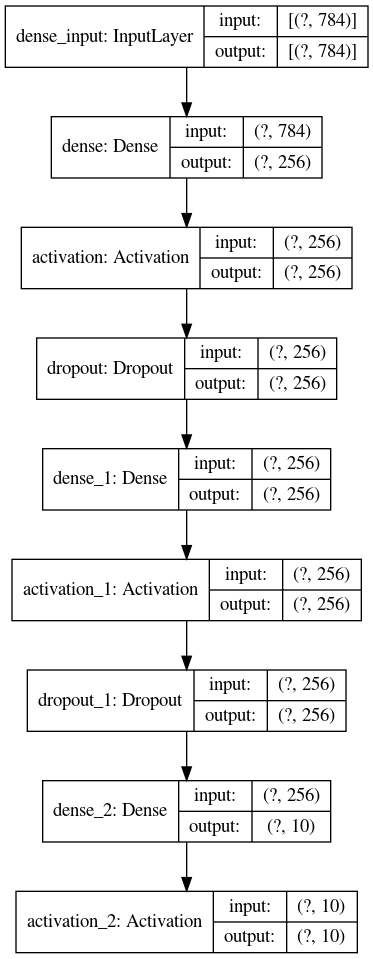 dense_input: InputLayer
input: [(?, 784)]
output: [(?, 784)]
dense: Dense
input: (?, 784)
output: (?, 256)
activation: Activation
input: (?, 256)
output: (?, 256)
dropout: Dropout
input: (?, 256)
output: (?, 256)
dense_1: Dense
input: (?, 256)
output: (?, 256)
activation_1: Activation
input: (?, 256)
output: (?, 256)
dropout_1: Dropout
input: (?, 256)
output: (?, 256)
dense_2: Dense
input: (?, 256)
output: (?, 10)
activation_2: Activation
input: (?, 10)
output: (?, 10)